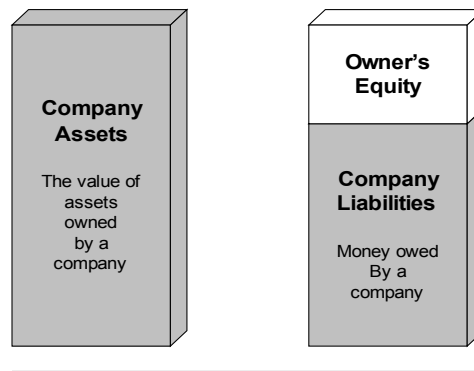 Company
Assets
The value of
assets
owned
by a
company
Owner's
Equity
Company
Liabilities
Money owed
By a
company